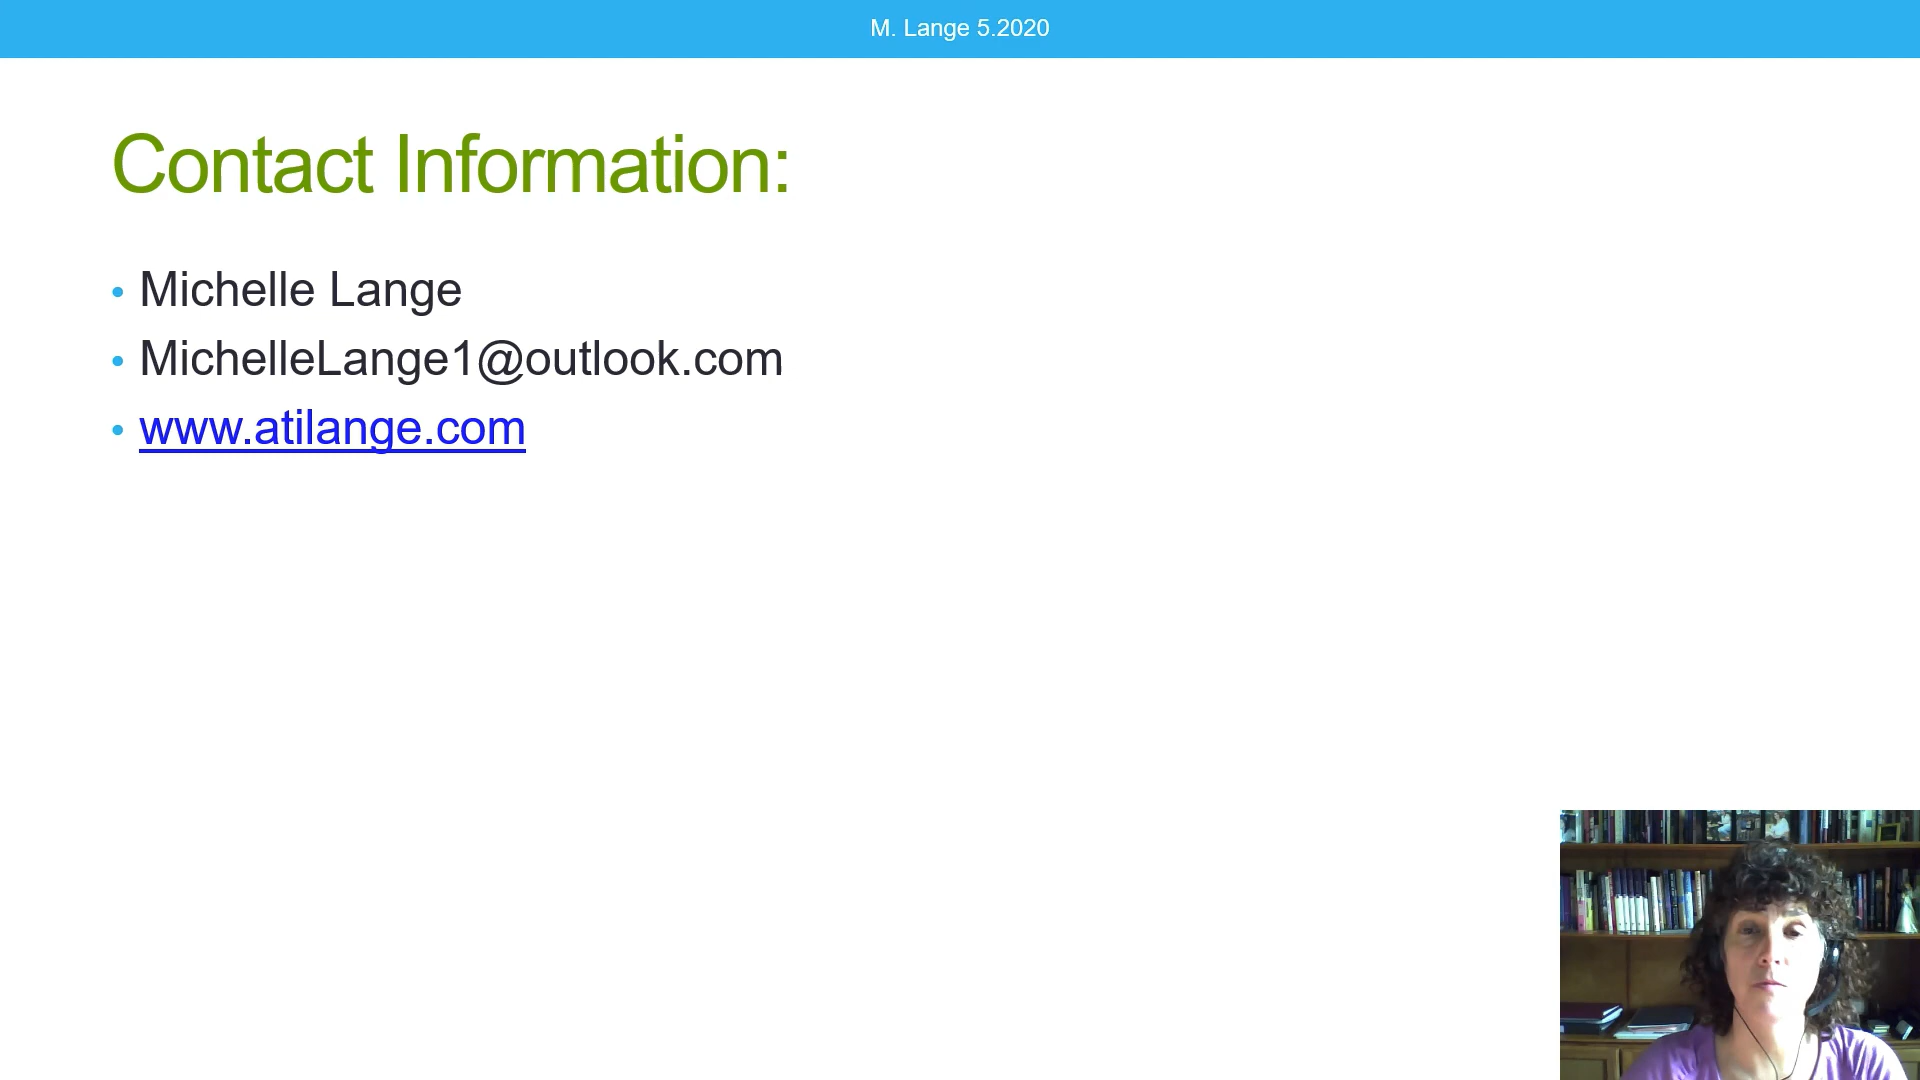 M. Lange 5.2020
Contact Information:
• Michelle Lange
• MichelleLange1@outlook.com
• www.atilange.com